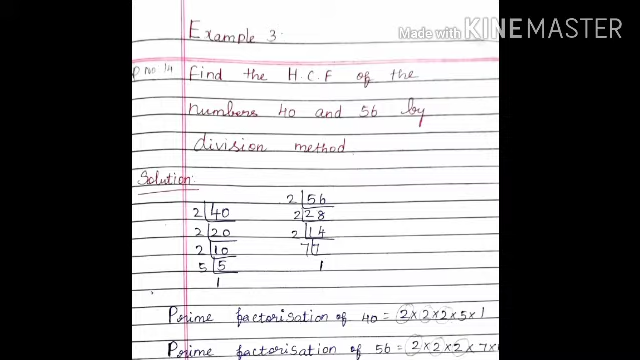 Made with KINEMASTER
Example 3.
P No 14
Find the H.C.F of the
numbers 40 and 56 by
division method.
Solution:
2 | 40
2 | 20
2 | 10
5 | 5
1
2 | 56
2 | 28
2 | 14
7 | 7
1
Prime factorisation of 40 = 2×2×2×5×1
Prime factorisation of 56 = 2×2×2×7×